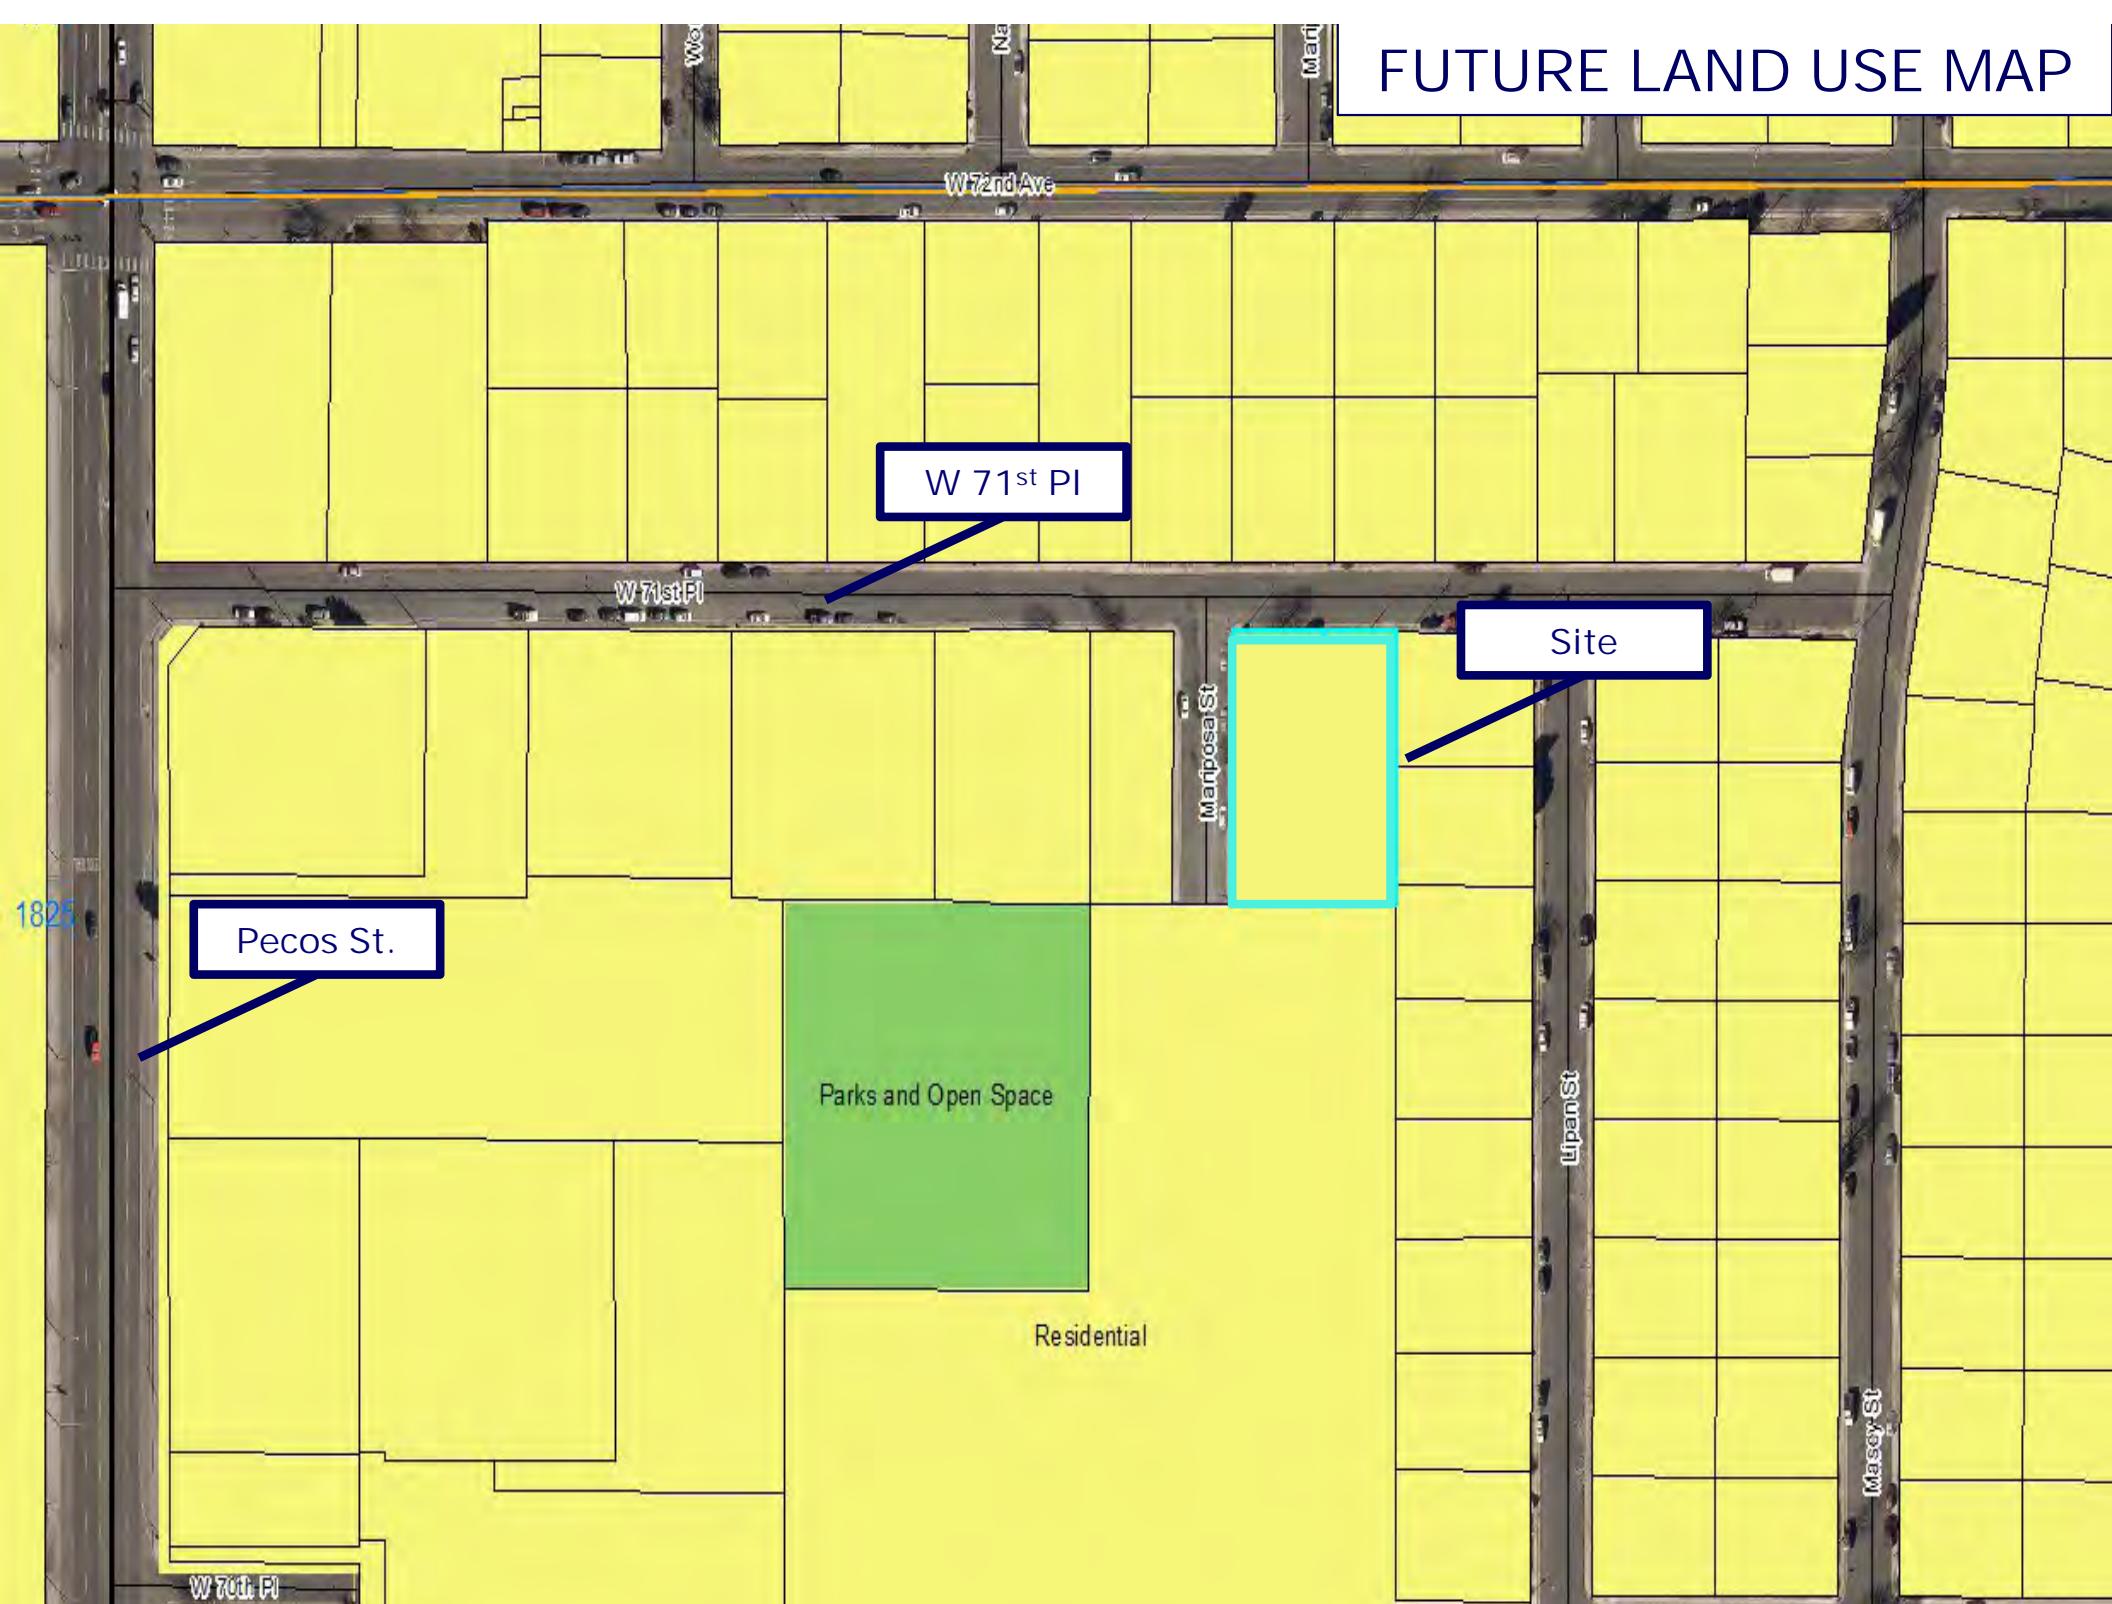 FUTURE LAND USE MAP
W 72nd Ave
W 71st Pl
W 71st Pl
Site
Mariposa St
1825
Pecos St.
Parks and Open Space
Lipan St
Residential
Mascy St
W 70th Pl